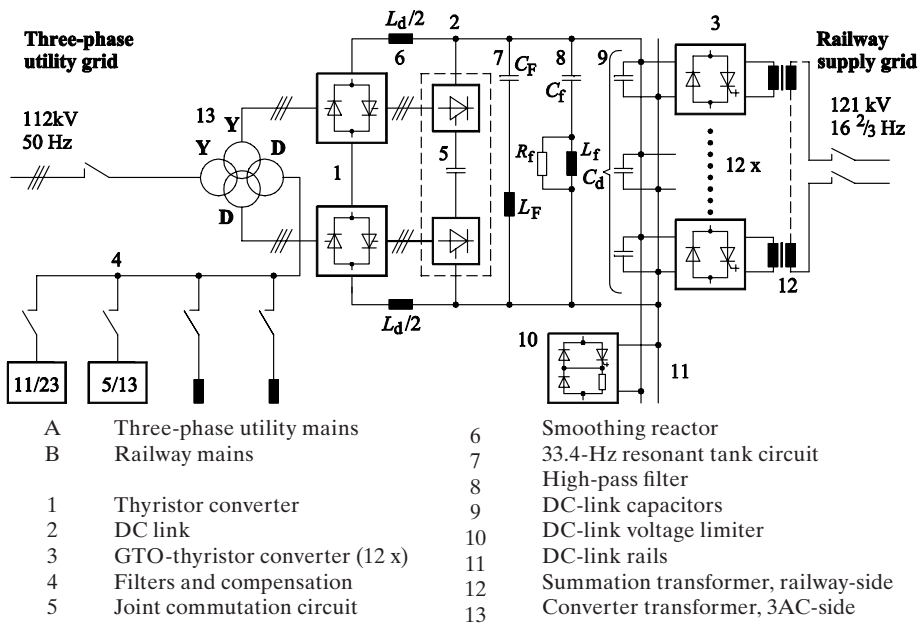 Three-phase
utility grid
112kV
50 Hz
13
Y
Y
D
D
4
11/23
5/13
L_d/2
6
2
1
5
L_d/2
7
C_F
L_F
8
C_f
R_f
L_f
9
C_d
3
12 x
12
10
11
Railway
supply grid
121 kV
16 2/3 Hz
A Three-phase utility mains
B Railway mains
1 Thyristor converter
2 DC link
3 GTO-thyristor converter (12 x)
4 Filters and compensation
5 Joint commutation circuit
6 Smoothing reactor
7 33.4-Hz resonant tank circuit
8 High-pass filter
9 DC-link capacitors
10 DC-link voltage limiter
11 DC-link rails
12 Summation transformer, railway-side
13 Converter transformer, 3AC-side